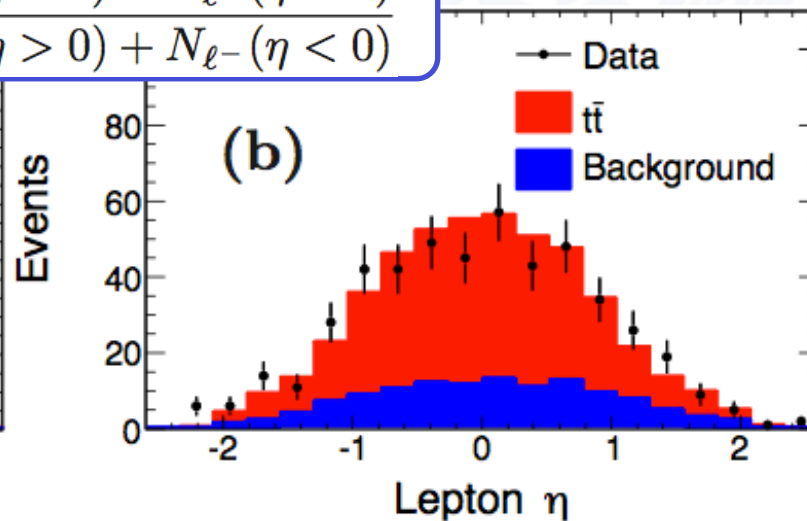 η > 0) + N_ℓ−(η < 0)
Data
tt̄
Background
(b)
Events
80
60
40
20
0
-2 -1 0 1 2
Lepton η